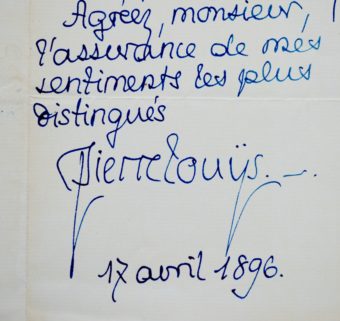 Agréez, monsieur,
l'assurance de mes
sentiments les plus
distingués
Pierre Louÿs.
17 avril 1896.